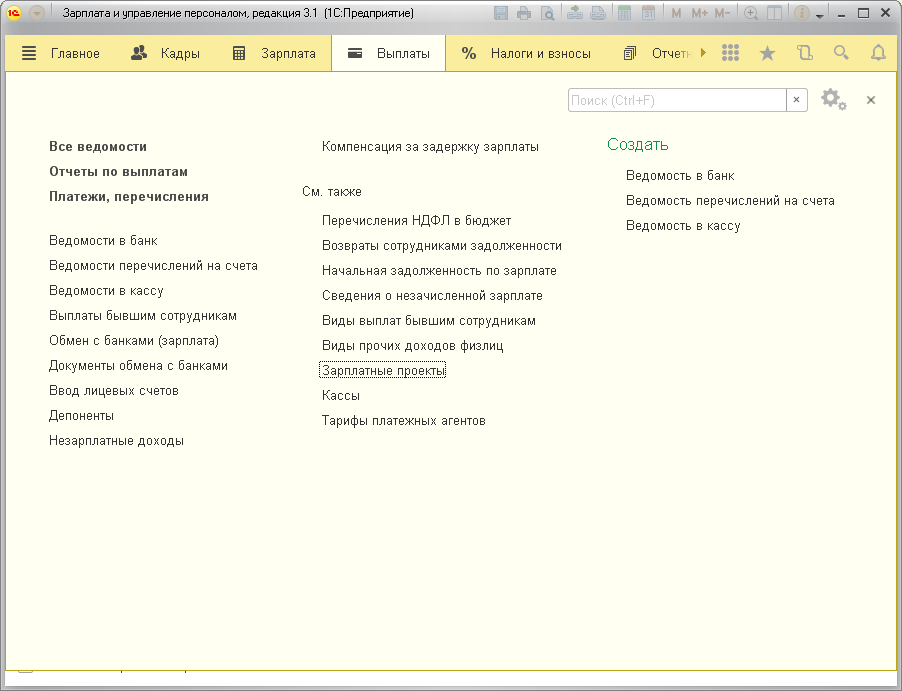 Зарплата и управление персоналом, редакция 3.1 (1С:Предприятие)
M M+ M-
Главное
Кадры
Зарплата
Выплаты
% Налоги и взносы
Отчетн
Поиск (Ctrl+F)
Все ведомости
Отчеты по выплатам
Платежи, перечисления
Ведомости в банк
Ведомости перечислений на счета
Ведомости в кассу
Выплаты бывшим сотрудникам
Обмен с банками (зарплата)
Документы обмена с банками
Ввод лицевых счетов
Депоненты
Незарплатные доходы
Компенсация за задержку зарплаты
См. также
Перечисления НДФЛ в бюджет
Возвраты сотрудниками задолженности
Начальная задолженность по зарплате
Сведения о незачисленной зарплате
Виды выплат бывшим сотрудникам
Виды прочих доходов физлиц
Зарплатные проекты
Кассы
Тарифы платежных агентов
Создать
Ведомость в банк
Ведомость перечислений на счета
Ведомость в кассу